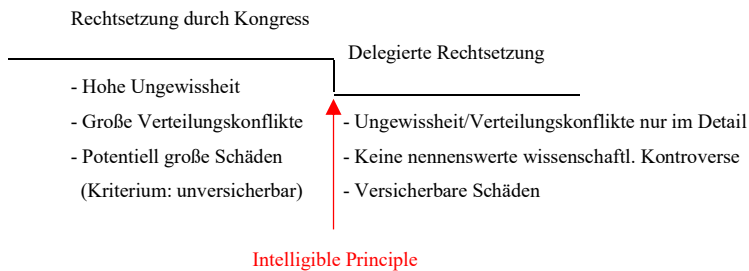 Rechtsetzung durch Kongress
Delegierte Rechtsetzung
- Hohe Ungewissheit
- Große Verteilungskonflikte
- Potentiell große Schäden
(Kriterium: unversicherbar)
- Ungewissheit/Verteilungskonflikte nur im Detail
- Keine nennenswerte wissenschaftl. Kontroverse
- Versicherbare Schäden
Intelligible Principle